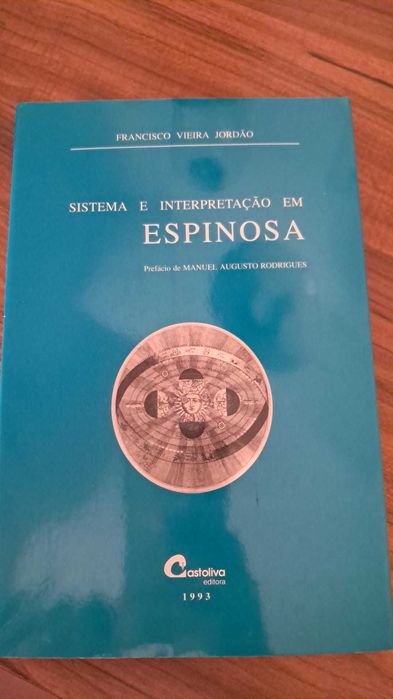 FRANCISCO VIEIRA JORDÃO
SISTEMA E INTERPRETAÇÃO EM
ESPINOSA
Prefácio de MANUEL AUGUSTO RODRIGUES
Castoliva
editora
1993